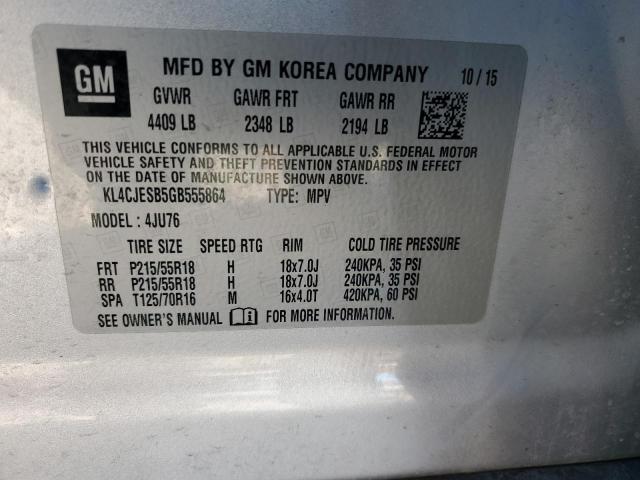 GM
MFD BY GM KOREA COMPANY 10 / 15
GVWR GAWR FRT GAWR RR
4409 LB 2348 LB 2194 LB
THIS VEHICLE CONFORMS TO ALL APPLICABLE U.S. FEDERAL MOTOR
VEHICLE SAFETY AND THEFT PREVENTION STANDARDS IN EFFECT
ON THE DATE OF MANUFACTURE SHOWN ABOVE.
KL4CJESB5GB555864 TYPE: MPV
MODEL : 4JU76
TIRE SIZE SPEED RTG RIM COLD TIRE PRESSURE
FRT P215/55R18 H 18x7.0J 240KPA, 35 PSI
RR P215/55R18 H 18x7.0J 240KPA, 35 PSI
SPA T125/70R16 M 16x4.0T 420KPA, 60 PSI
SEE OWNER'S MANUAL FOR MORE INFORMATION.